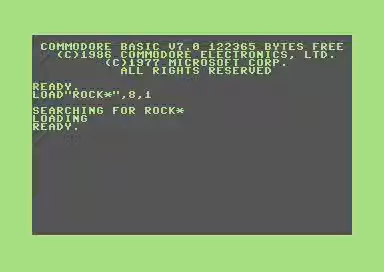 COMMODORE BASIC V7.0 122365 BYTES FREE
(C)1986 COMMODORE ELECTRONICS, LTD.
(C)1977 MICROSOFT CORP.
ALL RIGHTS RESERVED
READY.
LOAD"ROCK*",8,1
SEARCHING FOR ROCK*
LOADING
READY.